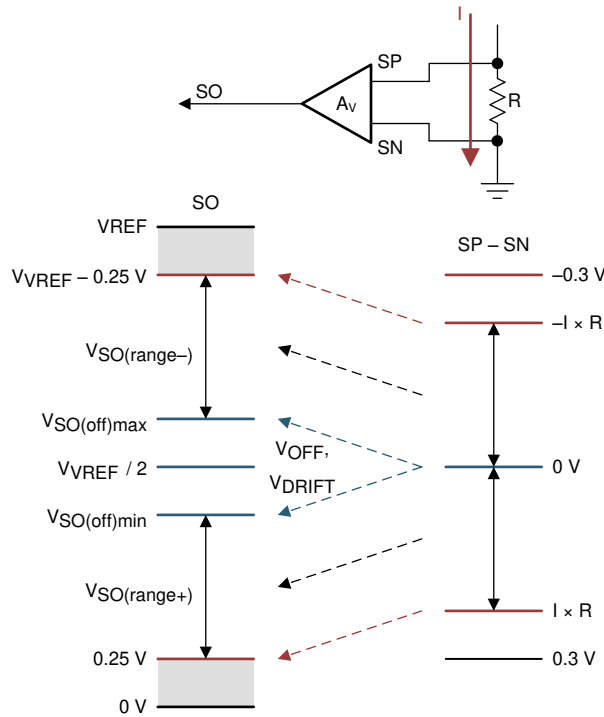 I
SP
SO
A_V
R
SN
SO
VREF
SP – SN
V_VREF – 0.25 V
–0.3 V
–I × R
V_SO(range–)
V_SO(off)max
V_OFF,
V_VREF / 2
0 V
V_DRIFT
V_SO(off)min
V_SO(range+)
I × R
0.25 V
0.3 V
0 V